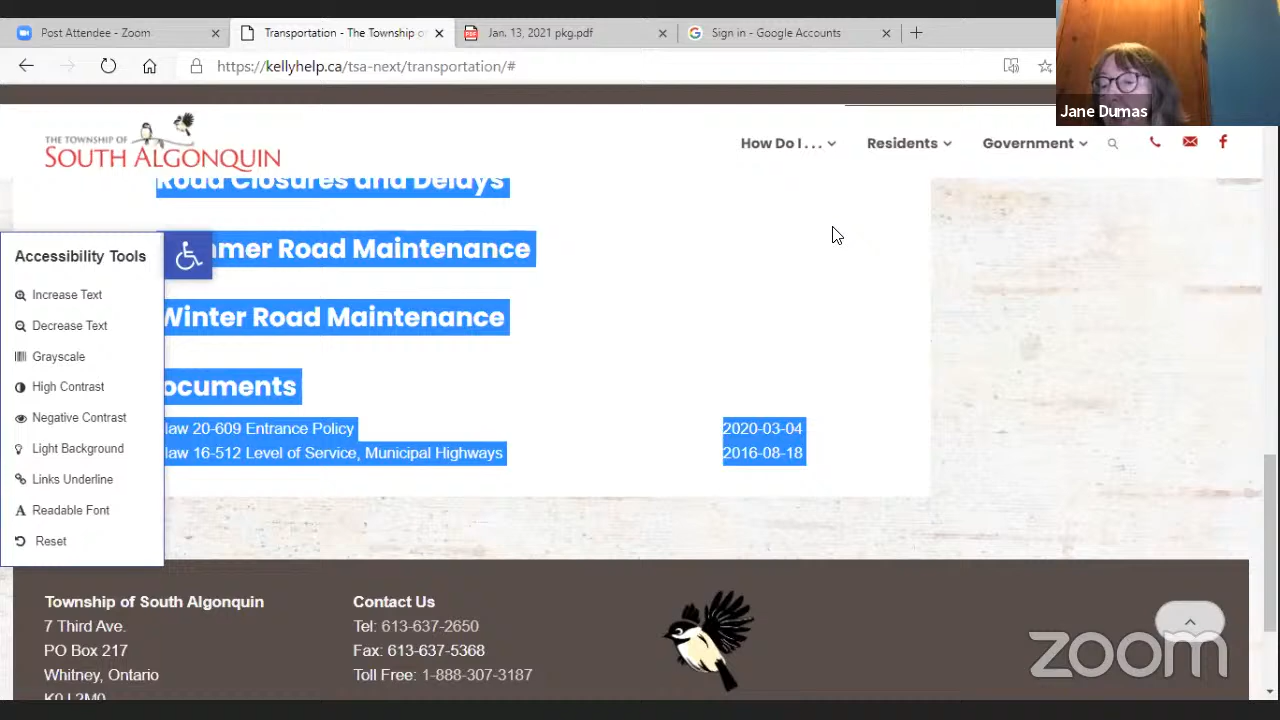 Post Attendee - Zoom
Transportation - The Township o
Jan. 13, 2021 pkg.pdf
Sign in - Google Accounts
https://kellyhelp.ca/tsa-next/transportation/#
Jane Dumas
THE TOWNSHIP OF
SOUTH ALGONQUIN
How Do I . . .
Residents
Government
Road Closures and Delays
mmer Road Maintenance
Winter Road Maintenance
ocuments
law 20-609 Entrance Policy 2020-03-04
law 16-512 Level of Service, Municipal Highways 2016-08-18
Accessibility Tools
Increase Text
Decrease Text
Grayscale
High Contrast
Negative Contrast
Light Background
Links Underline
Readable Font
Reset
Township of South Algonquin
7 Third Ave.
PO Box 217
Whitney, Ontario
K0J 2M0
Contact Us
Tel: 613-637-2650
Fax: 613-637-5368
Toll Free: 1-888-307-3187
zoom